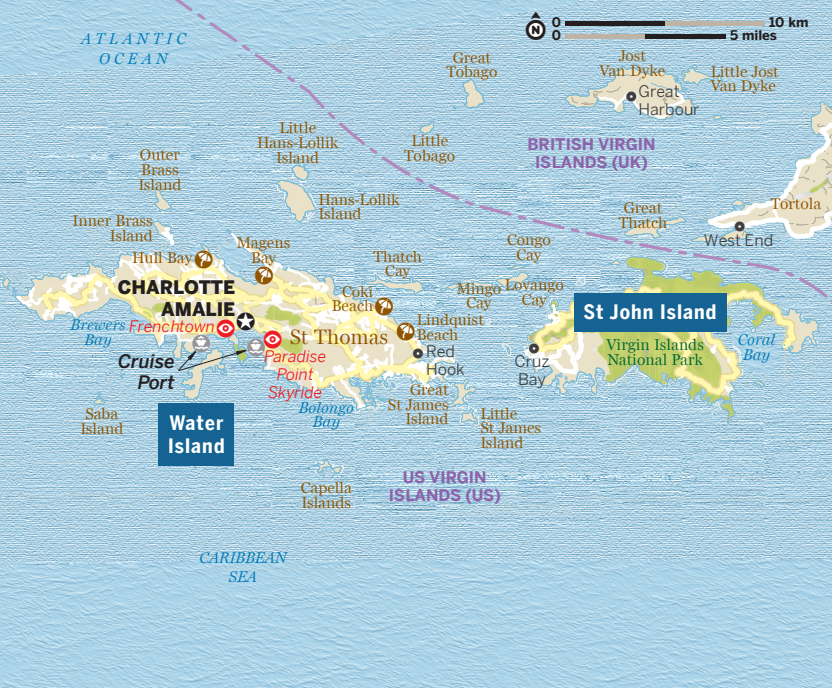 0
10 km
N
0
5 miles
ATLANTIC
OCEAN
Great
Tobago
Jost
Van Dyke
Little Jost
Van Dyke
Great
Harbour
Little
Hans-Lollik
Island
Little
Tobago
BRITISH VIRGIN
ISLANDS (UK)
Outer
Brass
Island
Hans-Lollik
Island
Inner Brass
Island
Great
Thatch
Tortola
West End
Hull Bay
Magens
Bay
Thatch
Cay
Congo
Cay
CHARLOTTE
AMALIE
Coki
Beach
Mingo
Cay
Lovango
Cay
St John Island
Brewers
Bay
Frenchtown
St Thomas
Lindquist
Beach
Virgin Islands
National Park
Coral
Bay
Cruise
Port
Paradise
Point
Skyride
Red
Hook
Cruz
Bay
Saba
Island
Water
Island
Bolongo
Bay
Great
St James
Island
Little
St James
Island
Capella
Islands
US VIRGIN
ISLANDS (US)
CARIBBEAN
SEA